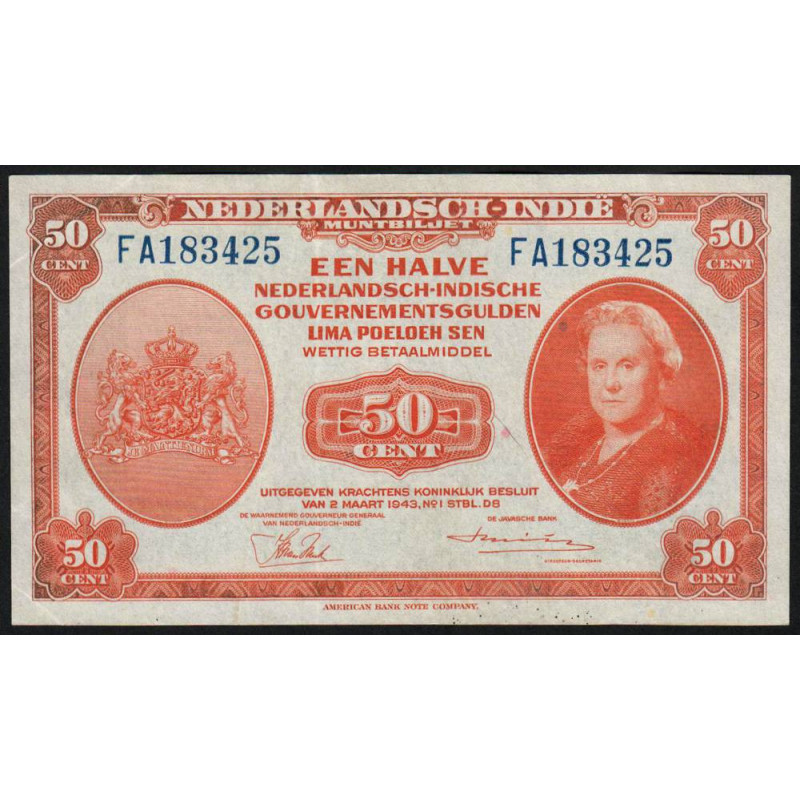 NEDERLANDSCH-INDIË
MUNTBILJET
50
CENT
50
CENT
FA183425
FA183425
EEN HALVE
NEDERLANDSCH-INDISCHE
GOUVERNEMENTSGULDEN
LIMA POELOEH SEN
WETTIG BETAALMIDDEL
50
CENT
UITGEGEVEN KRACHTENS KONINKLIJK BESLUIT
VAN 2 MAART 1943, No I STBL. D8
DE WAARNEMEND GOUVERNEUR-GENERAAL
VAN NEDERLANDSCH-INDIË
DE JAVASCHE BANK
50
CENT
50
CENT
AMERICAN BANK NOTE COMPANY.